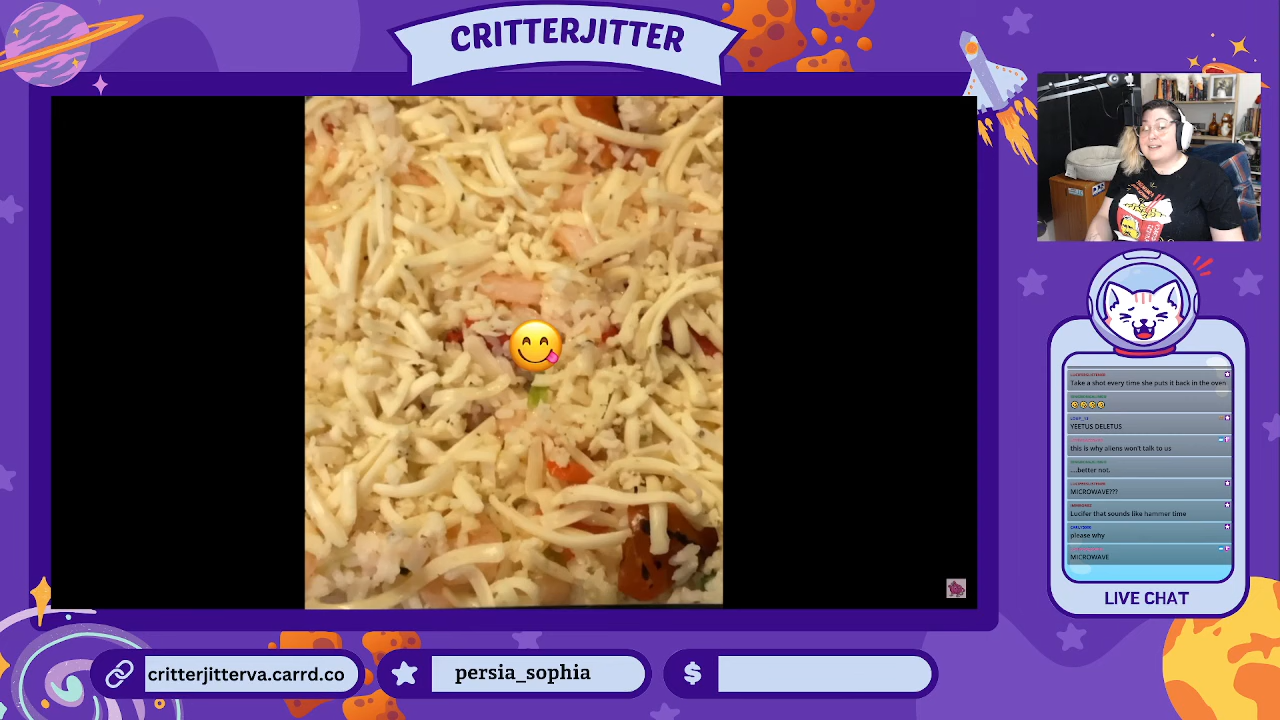 CRITTERJITTER
Take a shot every time she puts it back in the oven
YEETUS DELETUS
this is why aliens won't talk to us
....better not.
MICROWAVE???
Lucifer that sounds like hammer time
please why
MICROWAVE
LIVE CHAT
critterjitterva.carrd.co
persia_sophia
$